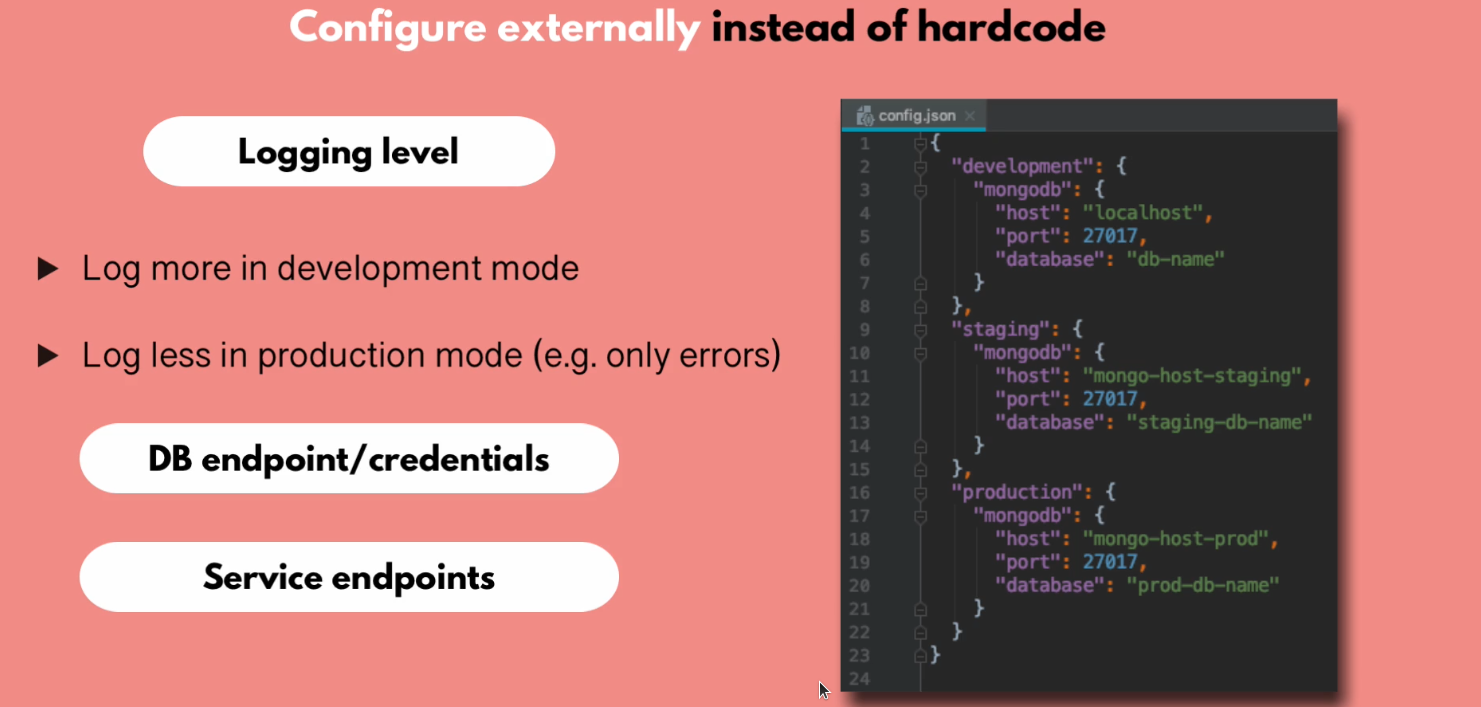 Configure externally instead of hardcode
Logging level
▶ Log more in development mode
▶ Log less in production mode (e.g. only errors)
DB endpoint/credentials
Service endpoints
config.json ×
1 {
2   "development": {
3     "mongodb": {
4       "host": "localhost",
5       "port": 27017,
6       "database": "db-name"
7     }
8   },
9   "staging": {
10     "mongodb": {
11       "host": "mongo-host-staging",
12       "port": 27017,
13       "database": "staging-db-name"
14     }
15   },
16   "production": {
17     "mongodb": {
18       "host": "mongo-host-prod",
19       "port": 27017,
20       "database": "prod-db-name"
21     }
22   }
23 }
24